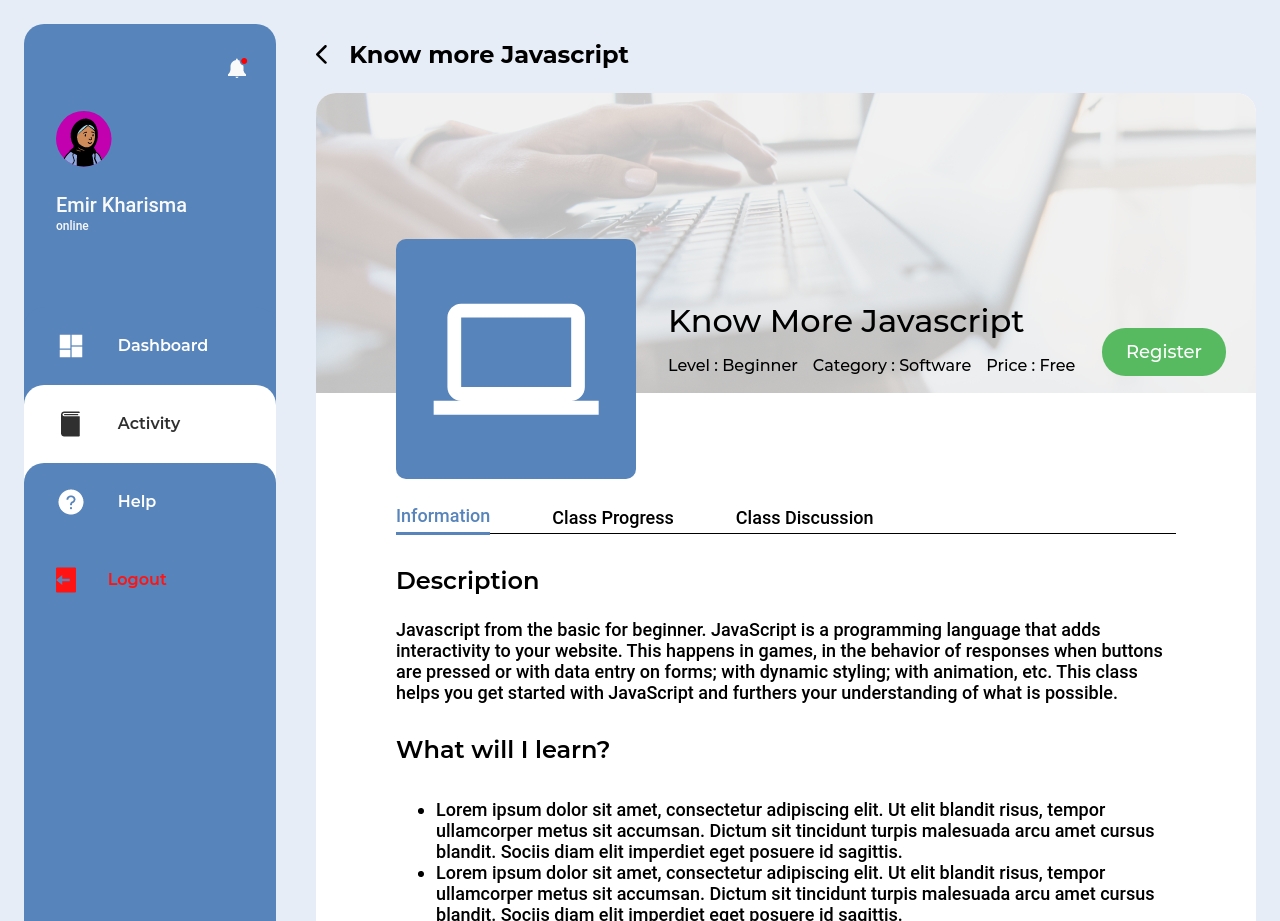 Know more Javascript
Emir Kharisma
online
Dashboard
Activity
Help
Logout
Know More Javascript
Level : Beginner Category : Software Price : Free
Register
Information Class Progress Class Discussion
Description
Javascript from the basic for beginner. JavaScript is a programming language that adds
interactivity to your website. This happens in games, in the behavior of responses when buttons
are pressed or with data entry on forms; with dynamic styling; with animation, etc. This class
helps you get started with JavaScript and furthers your understanding of what is possible.
What will I learn?
• Lorem ipsum dolor sit amet, consectetur adipiscing elit. Ut elit blandit risus, tempor
ullamcorper metus sit accumsan. Dictum sit tincidunt turpis malesuada arcu amet cursus
blandit. Sociis diam elit imperdiet eget posuere id sagittis.
• Lorem ipsum dolor sit amet, consectetur adipiscing elit. Ut elit blandit risus, tempor
ullamcorper metus sit accumsan. Dictum sit tincidunt turpis malesuada arcu amet cursus
blandit. Sociis diam elit imperdiet eget posuere id sagittis.